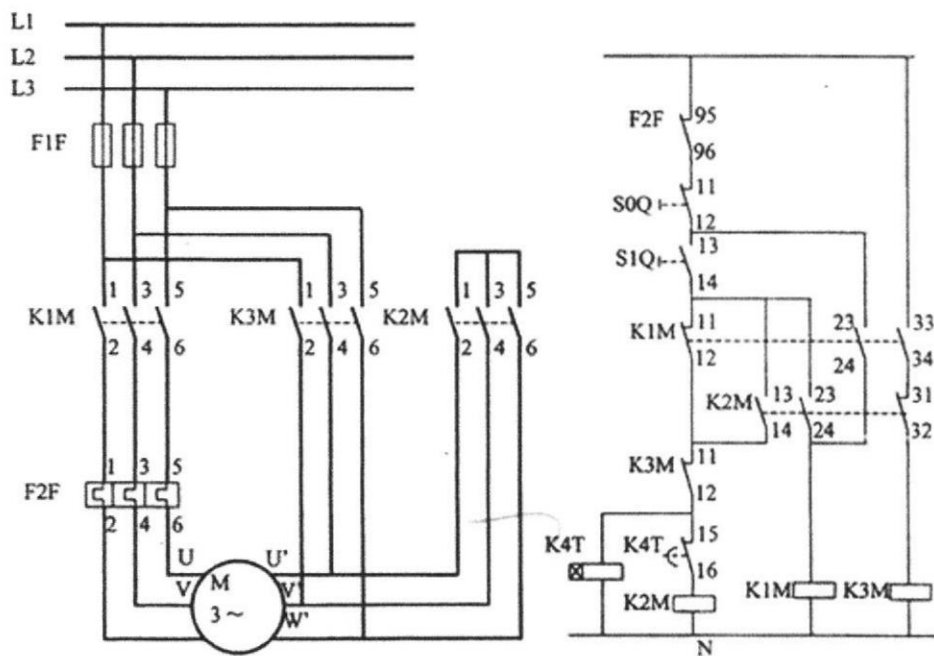 L1
L2
L3
F1F
1 3 5
K1M
2 4 6
1 3 5
K3M
2 4 6
1 3 5
K2M
2 4 6
1 3 5
F2F
2 4 6
U
V
M
3～
U'
V'
W'
F2F
95
96
S0Q
11
12
S1Q
13
14
K1M
11
12
23
24
33
34
K2M
13
14
23
24
31
32
K3M
11
12
K4T
K4T
15
16
K2M
K1M
K3M
N